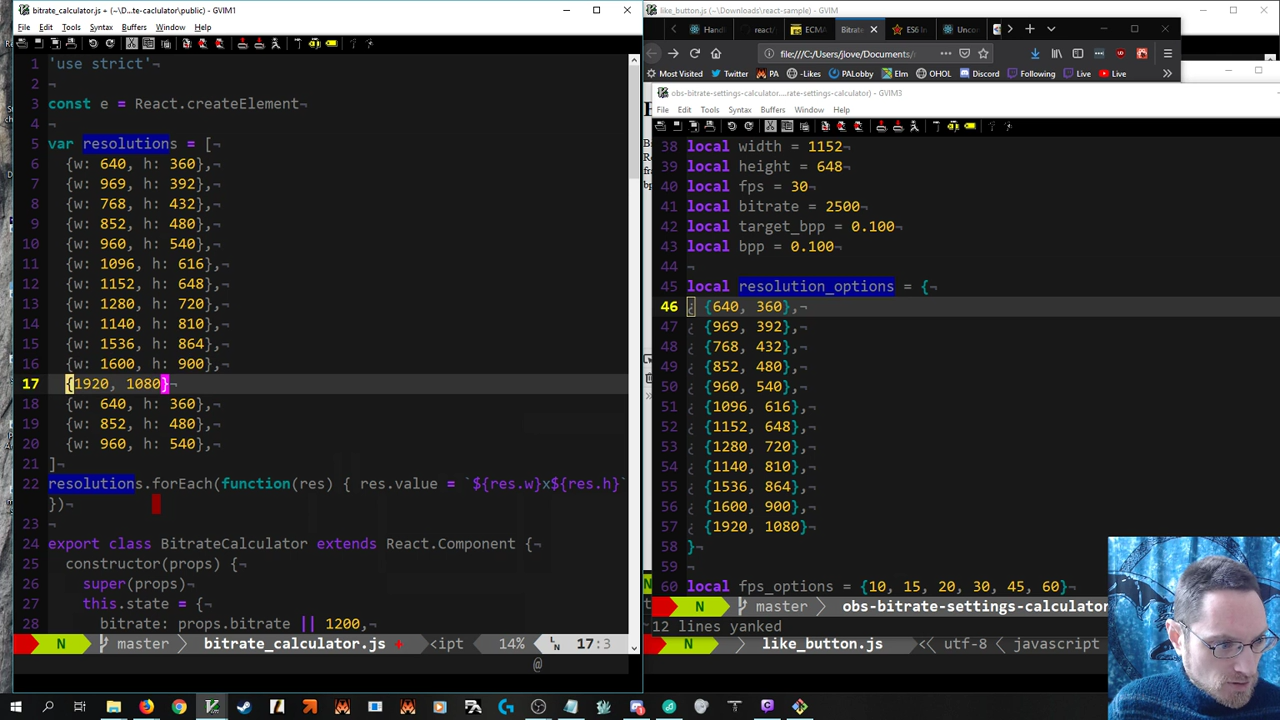 bitrate_calculator.js + (~\D...te-caclulator\public) - GVIM1
File Edit Tools Syntax Buffers Window Help
1 'use strict'¬
2 ¬
3 const e = React.createElement¬
4 ¬
5 var resolutions = [¬
6 {w: 640, h: 360},¬
7 {w: 969, h: 392},¬
8 {w: 768, h: 432},¬
9 {w: 852, h: 480},¬
10 {w: 960, h: 540},¬
11 {w: 1096, h: 616},¬
12 {w: 1152, h: 648},¬
13 {w: 1280, h: 720},¬
14 {w: 1140, h: 810},¬
15 {w: 1536, h: 864},¬
16 {w: 1600, h: 900},¬
17 {1920, 1080}¬
18 {w: 640, h: 360},¬
19 {w: 852, h: 480},¬
20 {w: 960, h: 540},¬
21 ]¬
22 resolutions.forEach(function(res) { res.value = `${res.w}x${res.h}`
})¬
23 ¬
24 export class BitrateCalculator extends React.Component {¬
25 constructor(props) {¬
26 super(props)¬
27 this.state = {¬
28 bitrate: props.bitrate || 1200,¬
N master bitrate_calculator.js + <ipt 14% 17:3
@
like_button.js (~\Downloads\react-sample) - GVIM
Handl react/ ECMA Bitrate ES6 le Uncou
file:///C:/Users/jlove/Documents/r
Most Visited Twitter PA -Likes PALobby Elm OHOL Discord Following Live Live
obs-bitrate-settings-calculator....rate-settings-calculator) - GVIM3
File Edit Tools Syntax Buffers Window Help
38 local width = 1152¬
39 local height = 648¬
40 local fps = 30¬
41 local bitrate = 2500¬
42 local target_bpp = 0.100¬
43 local bpp = 0.100¬
44 ¬
45 local resolution_options = {¬
46 ¿ {640, 360},¬
47 ¿ {969, 392},¬
48 ¿ {768, 432},¬
49 ¿ {852, 480},¬
50 ¿ {960, 540},¬
51 ¿ {1096, 616},¬
52 ¿ {1152, 648},¬
53 ¿ {1280, 720},¬
54 ¿ {1140, 810},¬
55 ¿ {1536, 864},¬
56 ¿ {1600, 900},¬
57 ¿ {1920, 1080}¬
58 }¬
59 ¬
60 local fps_options = {10, 15, 20, 30, 45, 60}¬
N master obs-bitrate-settings-calculator
12 lines yanked
N like_button.js utf-8 javascript